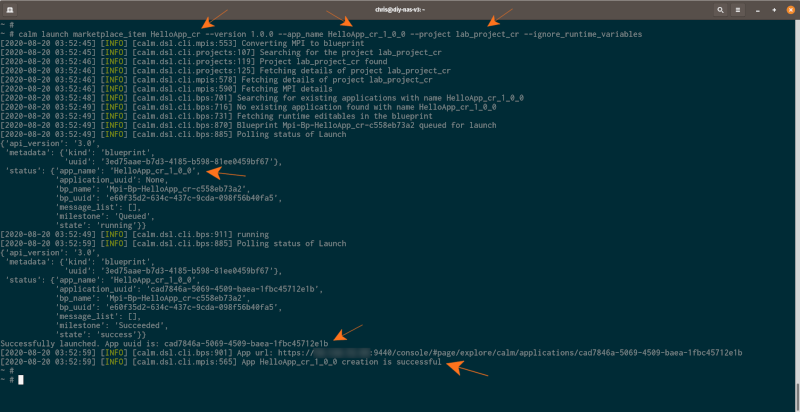 chris@diy-nas-v3: ~
~ #
~ # calm launch marketplace_item HelloApp_cr --version 1.0.0 --app_name HelloApp_cr_1_0_0 --project lab_project_cr --ignore_runtime_variables
[2020-08-20 03:52:45] [INFO] [calm.dsl.cli.mpis:553] Converting MPI to blueprint
[2020-08-20 03:52:45] [INFO] [calm.dsl.cli.projects:107] Searching for the project lab_project_cr
[2020-08-20 03:52:46] [INFO] [calm.dsl.cli.projects:119] Project lab_project_cr found
[2020-08-20 03:52:46] [INFO] [calm.dsl.cli.projects:125] Fetching details of project lab_project_cr
[2020-08-20 03:52:46] [INFO] [calm.dsl.cli.mpis:578] Fetching details of project lab_project_cr
[2020-08-20 03:52:46] [INFO] [calm.dsl.cli.mpis:590] Fetching MPI details
[2020-08-20 03:52:48] [INFO] [calm.dsl.cli.bps:701] Searching for existing applications with name HelloApp_cr_1_0_0
[2020-08-20 03:52:49] [INFO] [calm.dsl.cli.bps:716] No existing application found with name HelloApp_cr_1_0_0
[2020-08-20 03:52:49] [INFO] [calm.dsl.cli.bps:731] Fetching runtime editables in the blueprint
[2020-08-20 03:52:49] [INFO] [calm.dsl.cli.bps:870] Blueprint Mpi-Bp-HelloApp_cr-c558eb73a2 queued for launch
[2020-08-20 03:52:49] [INFO] [calm.dsl.cli.bps:885] Polling status of Launch
{'api_version': '3.0',
 'metadata': {'kind': 'blueprint',
              'uuid': '3ed75aae-b7d3-4185-b598-81ee0459bf67'},
 'status': {'app_name': 'HelloApp_cr_1_0_0',
            'application_uuid': None,
            'bp_name': 'Mpi-Bp-HelloApp_cr-c558eb73a2',
            'bp_uuid': 'e60f35d2-634c-437c-9cda-098f56b40fa5',
            'message_list': [],
            'milestone': 'Queued',
            'state': 'running'}}
[2020-08-20 03:52:49] [INFO] [calm.dsl.cli.bps:911] running
[2020-08-20 03:52:59] [INFO] [calm.dsl.cli.bps:885] Polling status of Launch
{'api_version': '3.0',
 'metadata': {'kind': 'blueprint',
              'uuid': '3ed75aae-b7d3-4185-b598-81ee0459bf67'},
 'status': {'app_name': 'HelloApp_cr_1_0_0',
            'application_uuid': 'cad7846a-5069-4509-baea-1fbc45712e1b',
            'bp_name': 'Mpi-Bp-HelloApp_cr-c558eb73a2',
            'bp_uuid': 'e60f35d2-634c-437c-9cda-098f56b40fa5',
            'message_list': [],
            'milestone': 'Succeeded',
            'state': 'success'}}
Successfully launched. App uuid is: cad7846a-5069-4509-baea-1fbc45712e1b
[2020-08-20 03:52:59] [INFO] [calm.dsl.cli.bps:901] App url: https:// :9440/console/#page/explore/calm/applications/cad7846a-5069-4509-baea-1fbc45712e1b
[2020-08-20 03:52:59] [INFO] [calm.dsl.cli.mpis:565] App HelloApp_cr_1_0_0 creation is successful
~ #
~ #